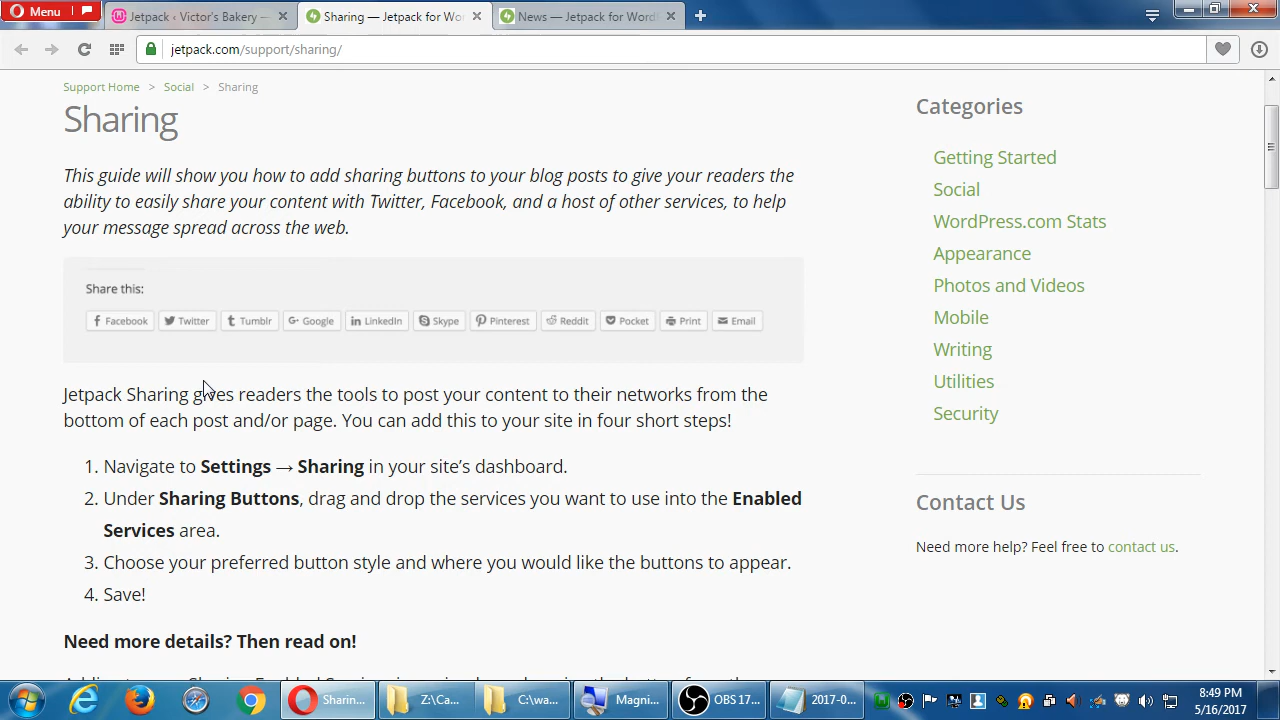 Menu
Jetpack ‹ Victor's Bakery —
Sharing — Jetpack for Wor
News — Jetpack for Word
jetpack.com/support/sharing/
Support Home > Social > Sharing
Sharing
This guide will show you how to add sharing buttons to your blog posts to give your readers the
ability to easily share your content with Twitter, Facebook, and a host of other services, to help
your message spread across the web.
Share this:
Facebook Twitter Tumblr Google LinkedIn Skype Pinterest Reddit Pocket Print Email
Jetpack Sharing gives readers the tools to post your content to their networks from the
bottom of each post and/or page. You can add this to your site in four short steps!
1. Navigate to Settings → Sharing in your site's dashboard.
2. Under Sharing Buttons, drag and drop the services you want to use into the Enabled
Services area.
3. Choose your preferred button style and where you would like the buttons to appear.
4. Save!
Need more details? Then read on!
Categories
Getting Started
Social
WordPress.com Stats
Appearance
Photos and Videos
Mobile
Writing
Utilities
Security
Contact Us
Need more help? Feel free to contact us.
Sharin...
Z:\Ca...
C:\wa...
Magni...
OBS 17...
2017-0...
8:49 PM
5/16/2017